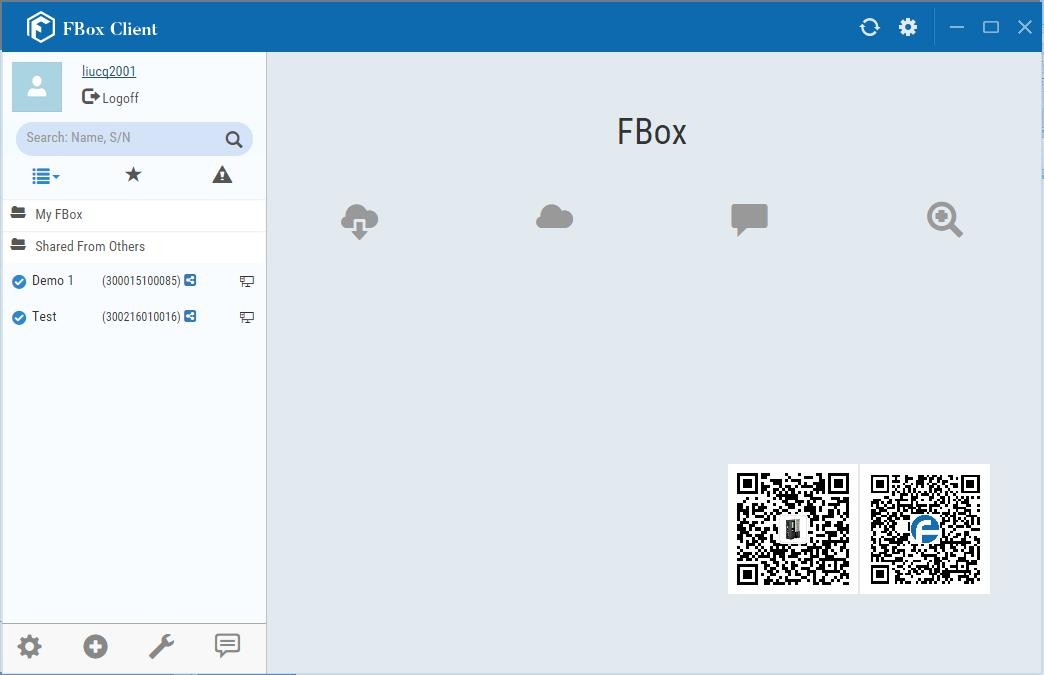 FBox Client
liucq2001
Logoff
Search: Name, S/N
My FBox
Shared From Others
Demo 1 (300015100085)
Test (300216010016)
FBox